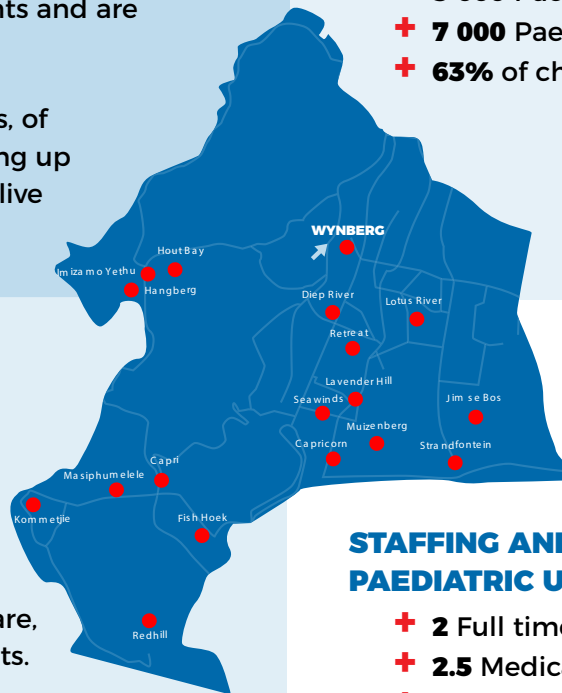 nts and are
7 000 Pae
63% of ch
s, of
ng up
live
WYNBERG
Hout Bay
Imizamo Yethu
Hangberg
Diep River
Lotus River
Retreat
Lavender Hill
Seawinds
Jim se Bos
Muizenberg
Capricorn
Strandfontein
Capri
Masiphumelele
Kommetjie
Fish Hoek
STAFFING AN
PAEDIATRIC U
are,
2 Full time
Redhill
ts.
2.5 Medica